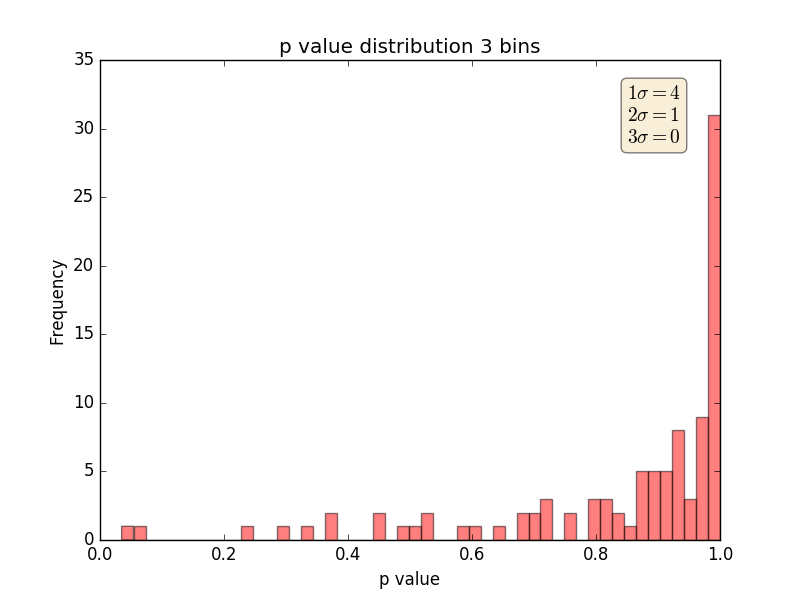 p value distribution 3 bins
1σ = 4
2σ = 1
3σ = 0
35
30
25
20
15
10
5
0
Frequency
0.0 0.2 0.4 0.6 0.8 1.0
p value